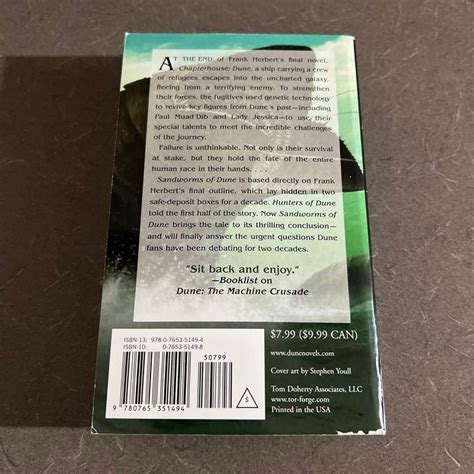 AT THE END of Frank Herbert's final novel,
Chapterhouse: Dune, a ship carrying a crew
of refugees escapes into the uncharted galaxy,
fleeing from a terrifying enemy. To strengthen
their forces, the fugitives used genetic technology
to revive key figures from Dune's past—including
Paul Muad'Dib and Lady Jessica—to use their
special talents to meet the incredible challenges
of the journey.
Failure is unthinkable. Not only is their survival
at stake, but they hold the fate of the entire
human race in their hands. . . .
Sandworms of Dune is based directly on Frank
Herbert's final outline, which lay hidden in two
safe-deposit boxes for a decade. Hunters of Dune
told the first half of the story. Now Sandworms of
Dune brings the tale to its thrilling conclusion—
and will finally answer the urgent questions Dune
fans have been debating for two decades.
"Sit back and enjoy."
—Booklist on
Dune: The Machine Crusade
ISBN-13: 978-0-7653-5149-4
ISBN-10: 0-7653-5149-8
50799
9 780765 351494
S
$7.99 ($9.99 CAN)
www.dunenovels.com
Cover art by Stephen Youll
Tom Doherty Associates, LLC
www.tor-forge.com
Printed in the USA